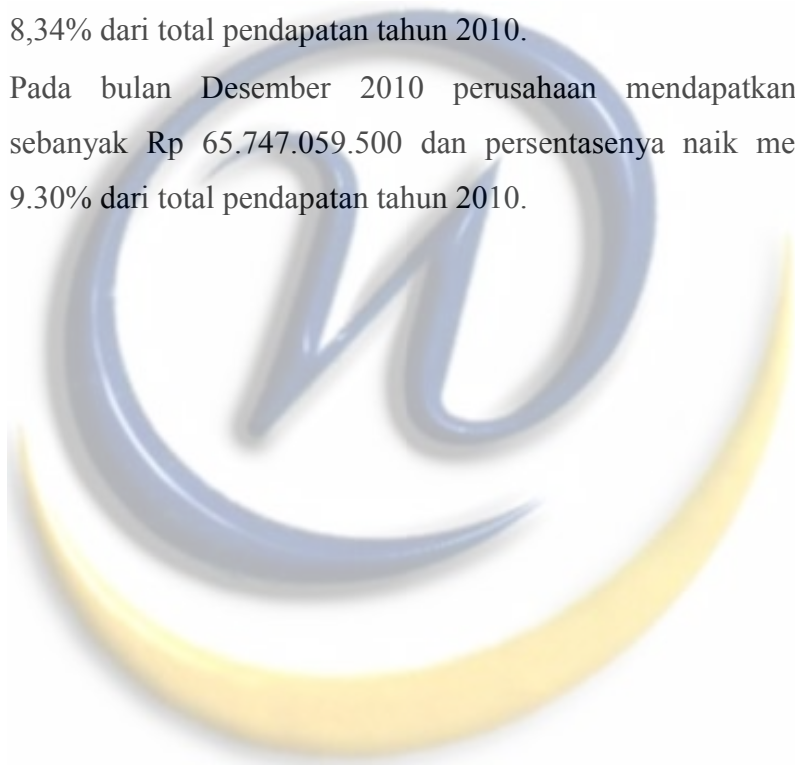 8,34% dari total pendapatan tahun 2010.
Pada bulan Desember 2010 perusahaan mendapatkan
sebanyak Rp 65.747.059.500 dan persentasenya naik me
9.30% dari total pendapatan tahun 2010.